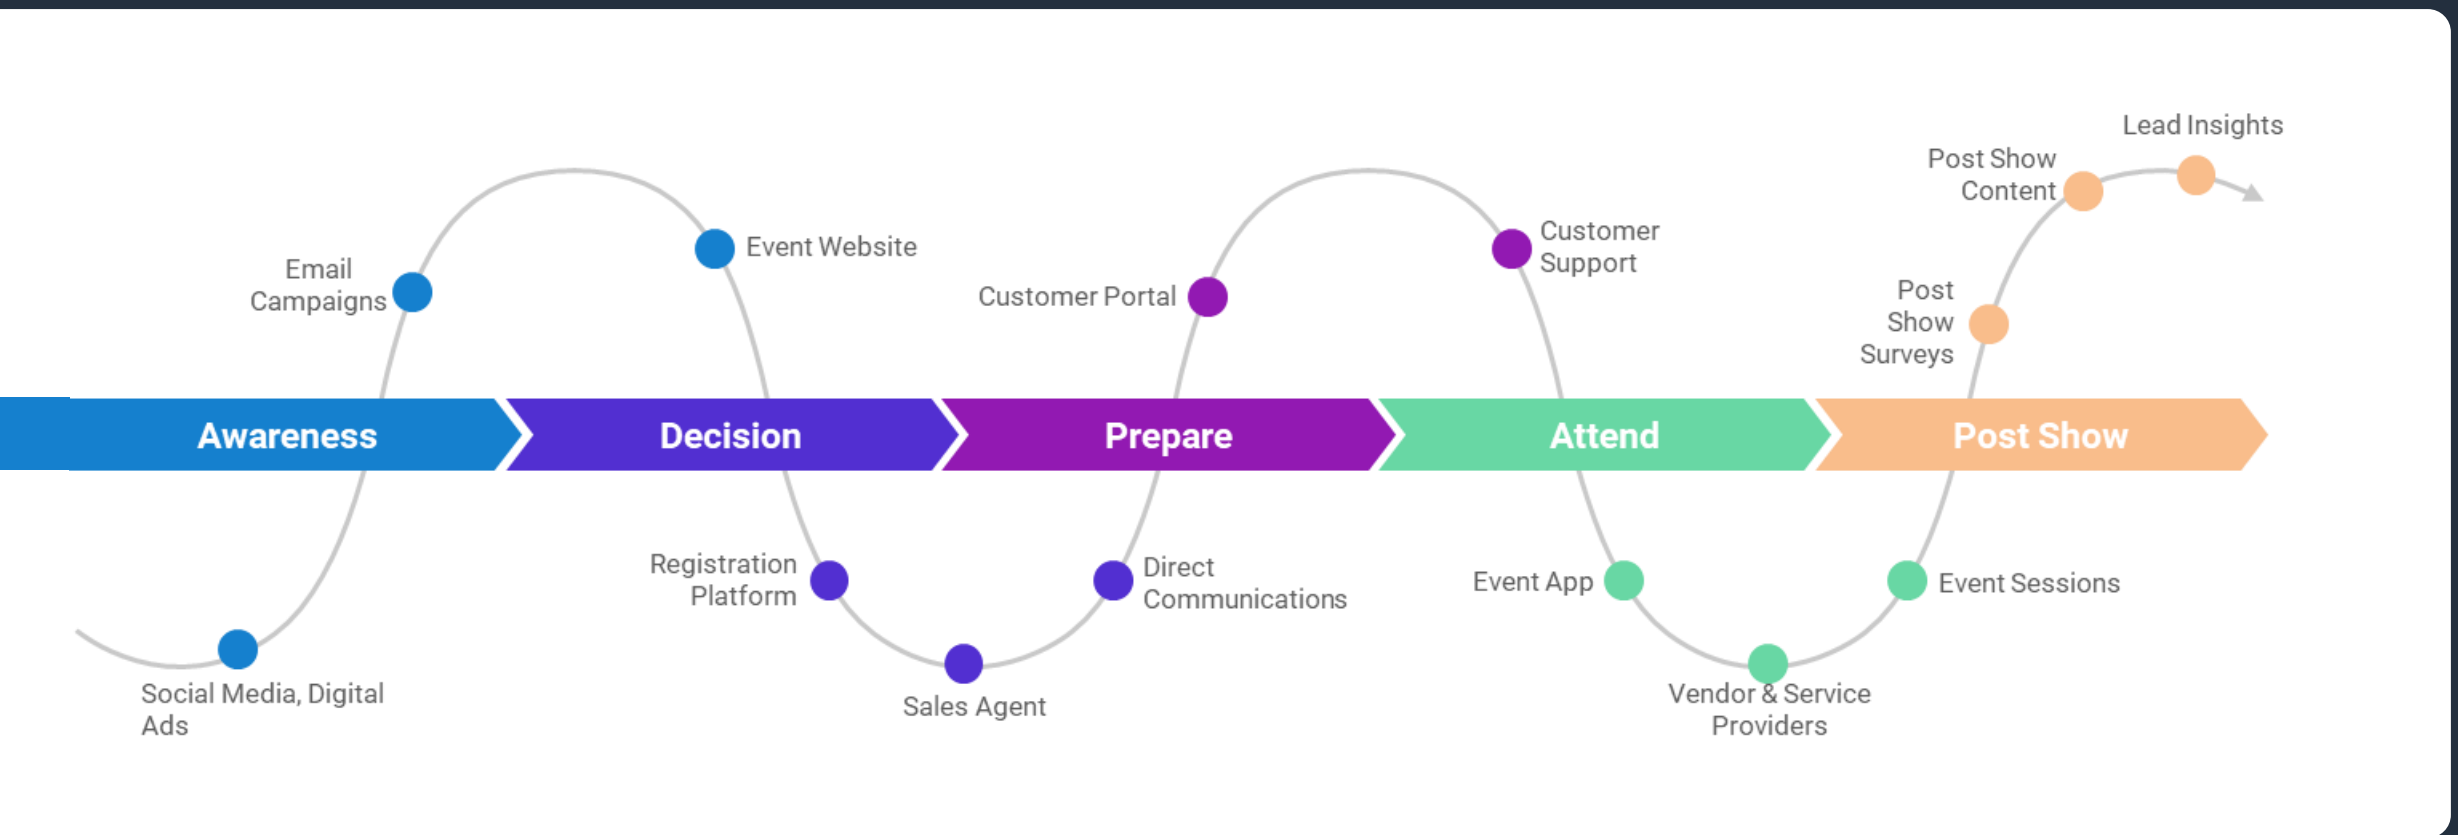 Lead Insights
Post Show
Content
Customer
Support
Event Website
Email
Campaigns
Customer Portal
Post
Show
Surveys
Awareness
Decision
Prepare
Attend
Post Show
Registration
Platform
Direct
Communications
Event App
Event Sessions
Social Media, Digital
Ads
Sales Agent
Vendor & Service
Providers